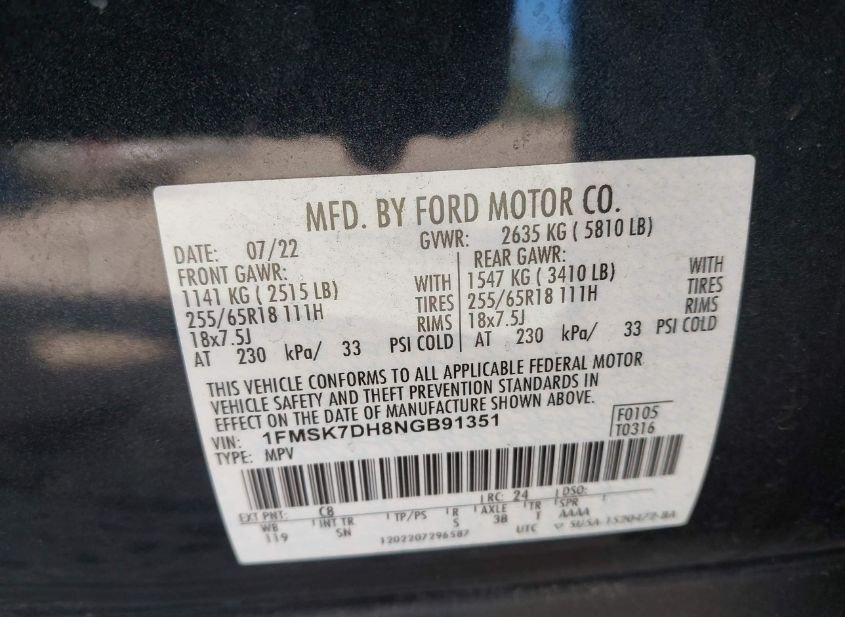 MFD. BY FORD MOTOR CO.
DATE: 07/22 GVWR: 2635 KG ( 5810 LB)
FRONT GAWR: REAR GAWR:
1141 KG ( 2515 LB) WITH 1547 KG ( 3410 LB) WITH
255/65R18 111H TIRES 255/65R18 111H TIRES
18x7.5J RIMS 18x7.5J RIMS
AT 230 kPa/ 33 PSI COLD AT 230 kPa/ 33 PSI COLD
THIS VEHICLE CONFORMS TO ALL APPLICABLE FEDERAL MOTOR
VEHICLE SAFETY AND THEFT PREVENTION STANDARDS IN
EFFECT ON THE DATE OF MANUFACTURE SHOWN ABOVE.
VIN: 1FMSK7DH8NGB91351 F0105
TYPE: MPV T0316
EXT PNT: C8 RC: 24 DSO:
WB INT TR TP/PS R AXLE TR SPR
119 SN S 3B T AAAA
1202207296587 UTC